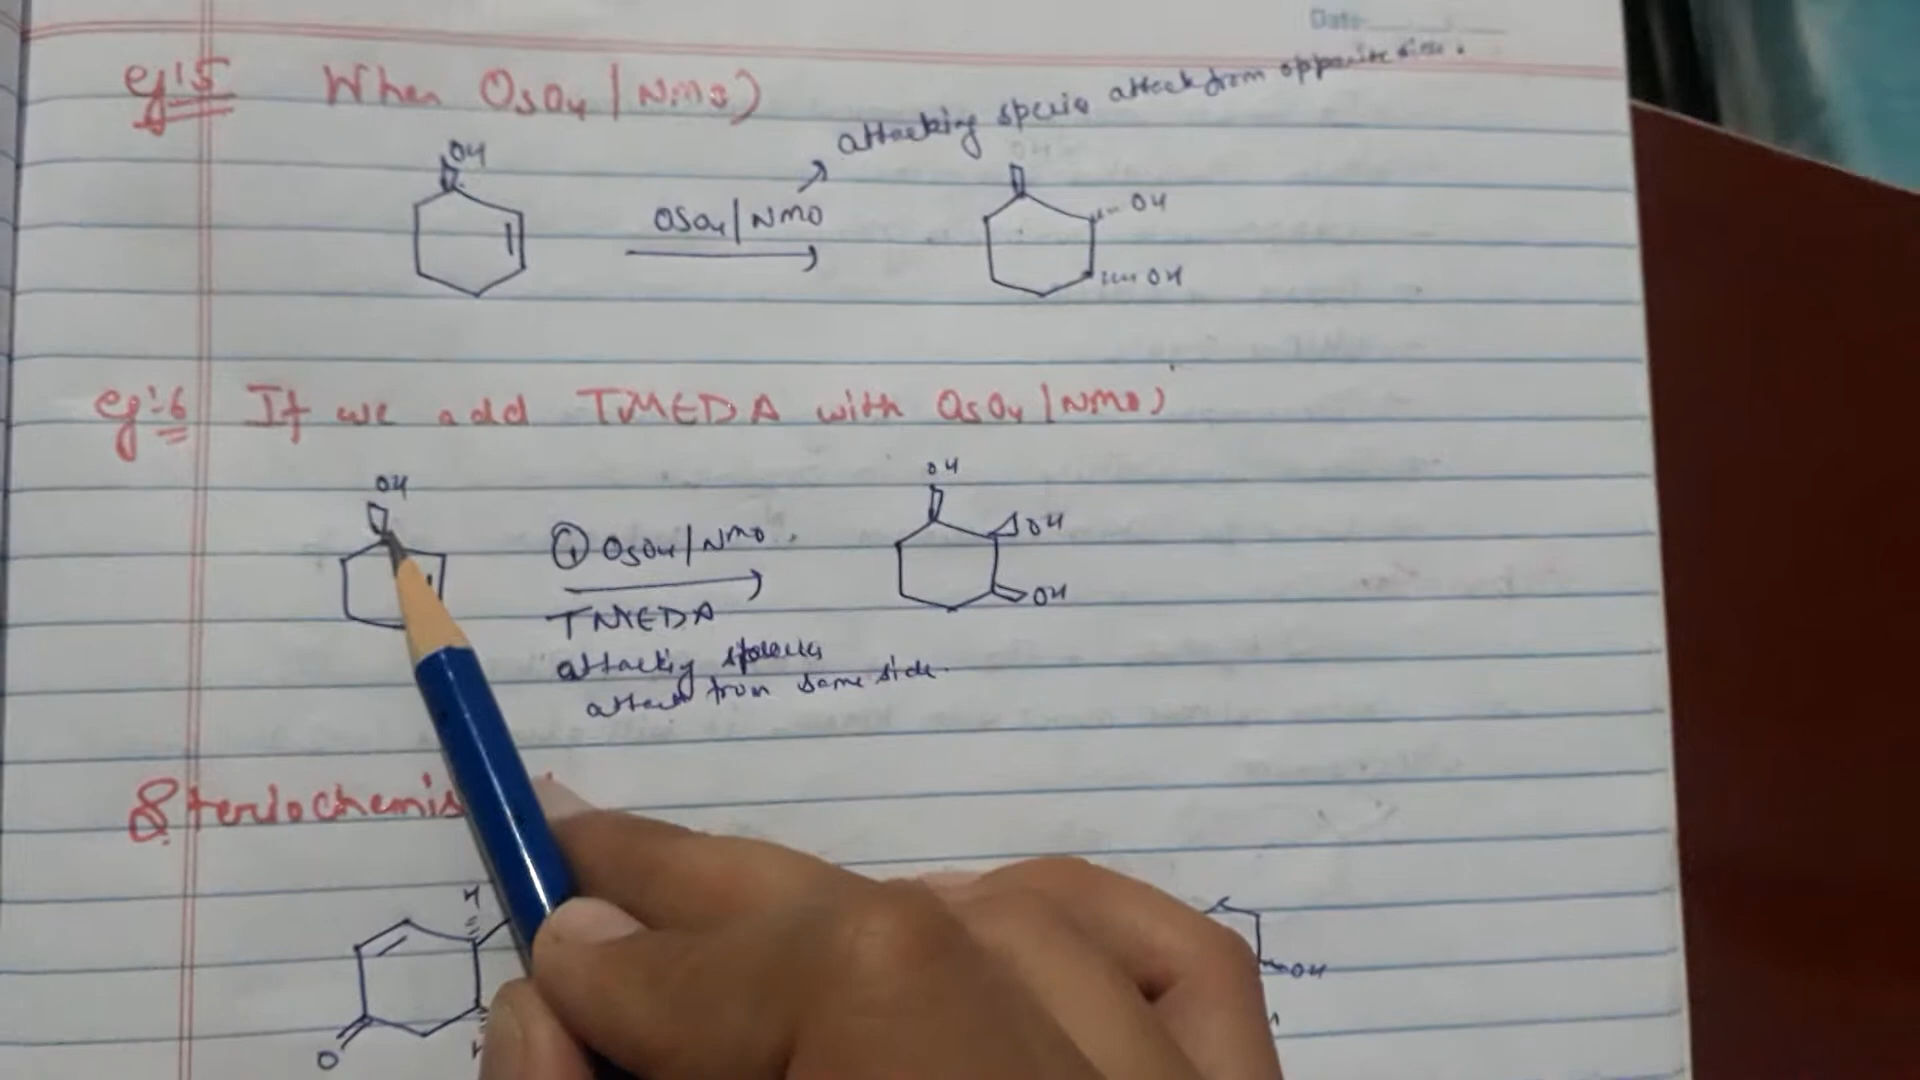 Date
eg:5 When OsO4 / NMO)
attacking species attack from opposite side.
OH
OsO4 / NMO
OH
OH
OH
eg:-6 If we add TMEDA with OsO4 / NMO)
OH
① OsO4 / NMO.
TMEDA
attacking species
attack from same side.
OH
OH
OH
H
O
H
OH